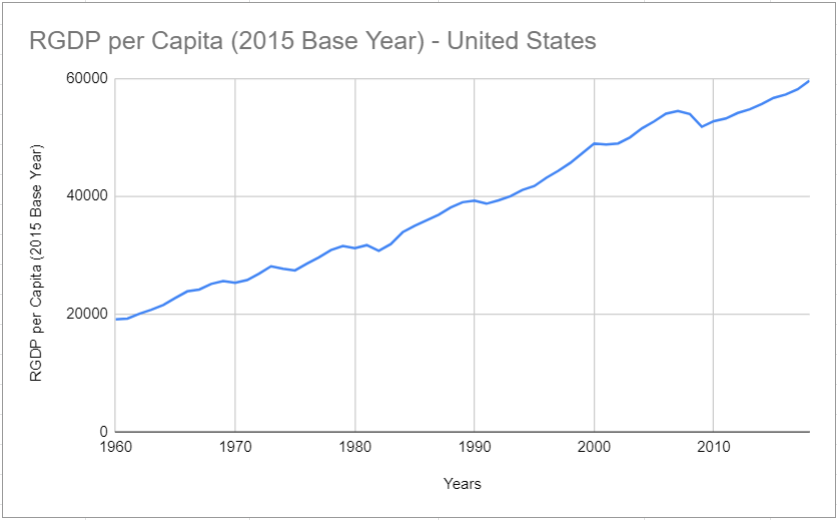 RGDP per Capita (2015 Base Year) - United States
RGDP per Capita (2015 Base Year)
60000
40000
20000
0
1960 1970 1980 1990 2000 2010
Years